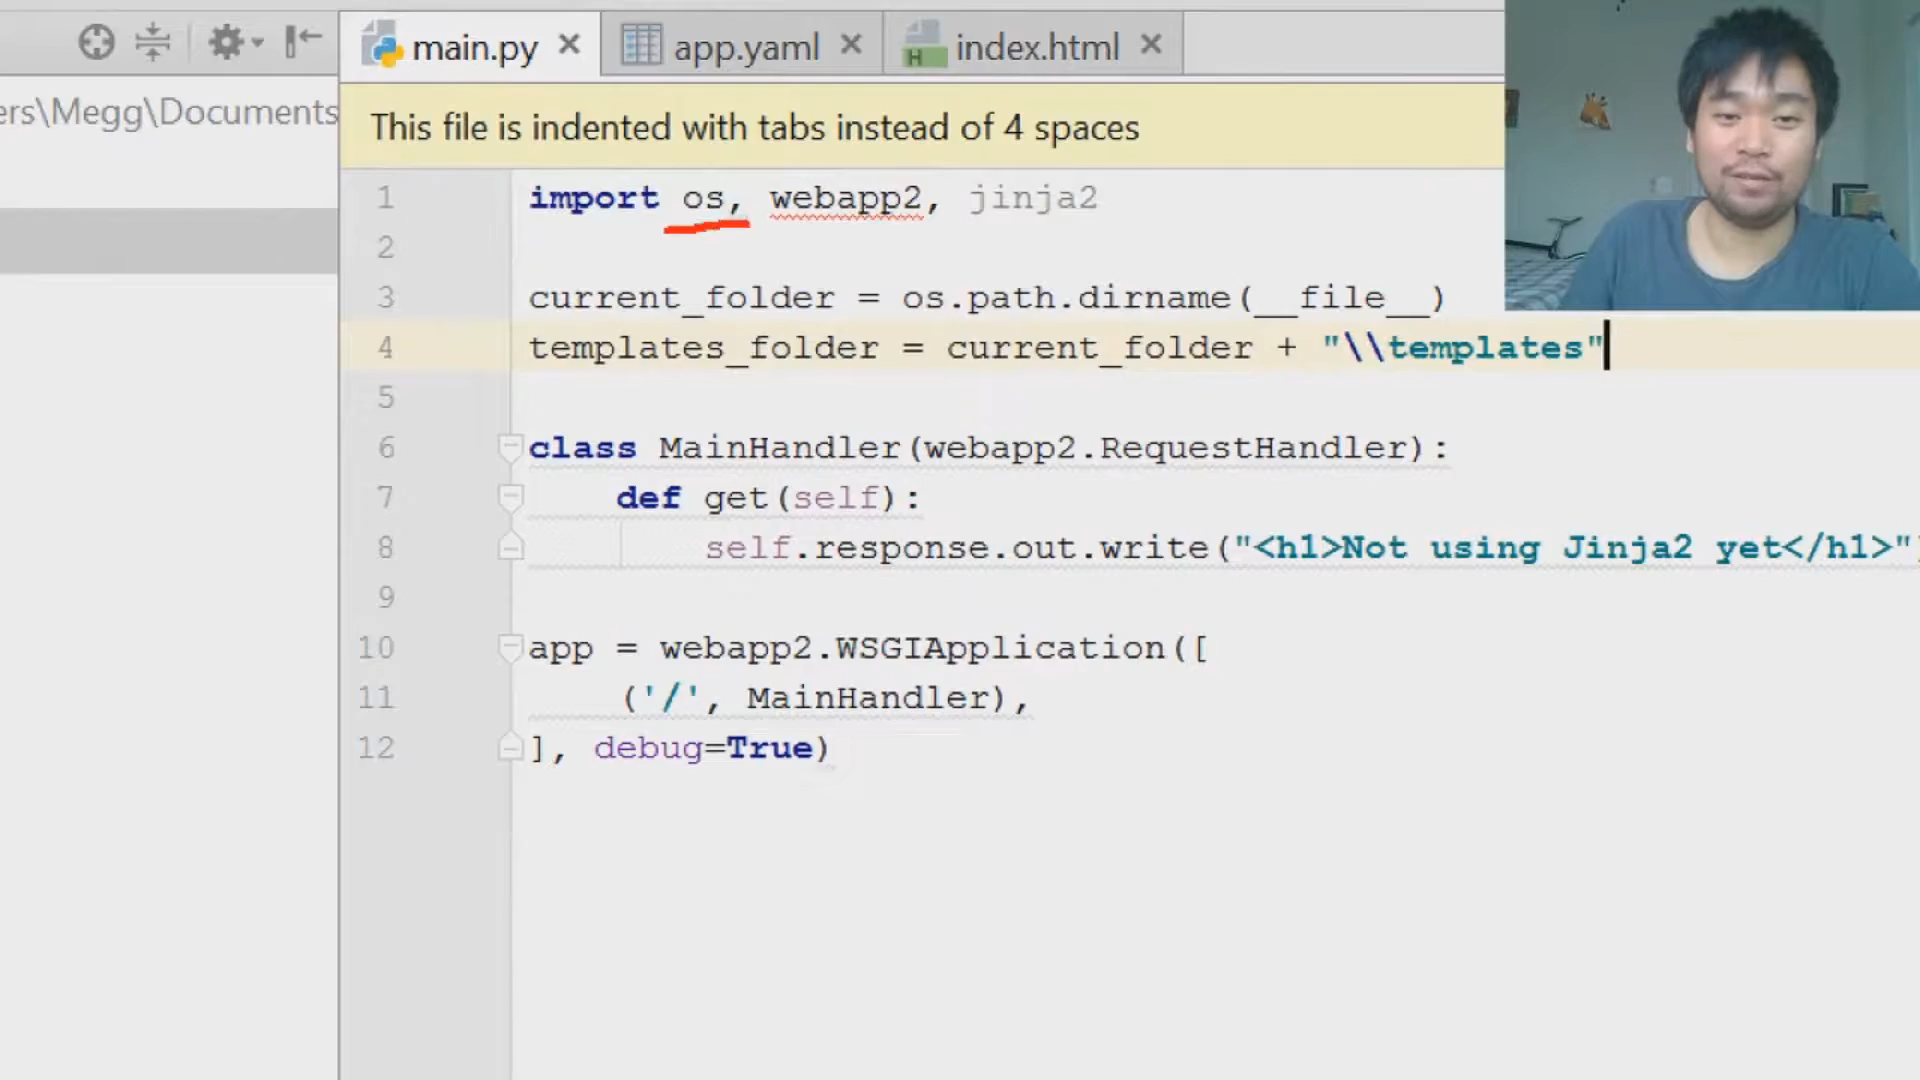 main.py
app.yaml
index.html
ers\Megg\Documents
This file is indented with tabs instead of 4 spaces
1 import os, webapp2, jinja2
2
3 current_folder = os.path.dirname(__file__)
4 templates_folder = current_folder + "\\templates"
5
6 class MainHandler(webapp2.RequestHandler):
7 def get(self):
8 self.response.out.write("<h1>Not using Jinja2 yet</h1>")
9
10 app = webapp2.WSGIApplication([
11 ('/', MainHandler),
12 ], debug=True)